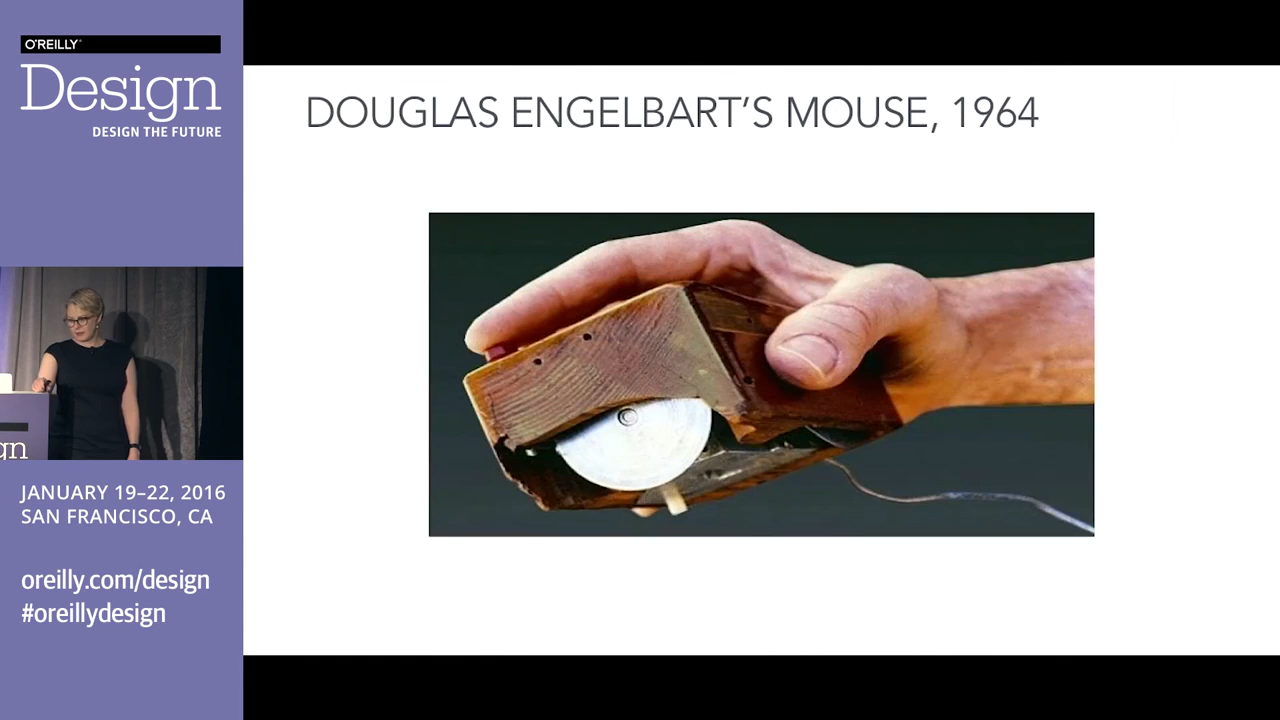 O'REILLY®
Design
DESIGN THE FUTURE
DOUGLAS ENGELBART'S MOUSE, 1964
gn
JANUARY 19–22, 2016
SAN FRANCISCO, CA
oreilly.com/design
#oreillydesign